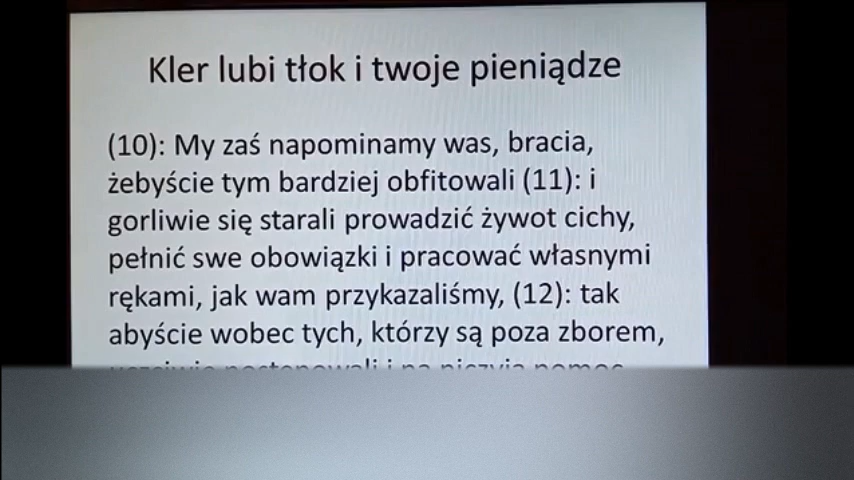 Kler lubi tłok i twoje pieniądze
(10): My zaś napominamy was, bracia,
żebyście tym bardziej obfitowali (11): i
gorliwie się starali prowadzić żywot cichy,
pełnić swe obowiązki i pracować własnymi
rękami, jak wam przykazaliśmy, (12): tak
abyście wobec tych, którzy są poza zborem,